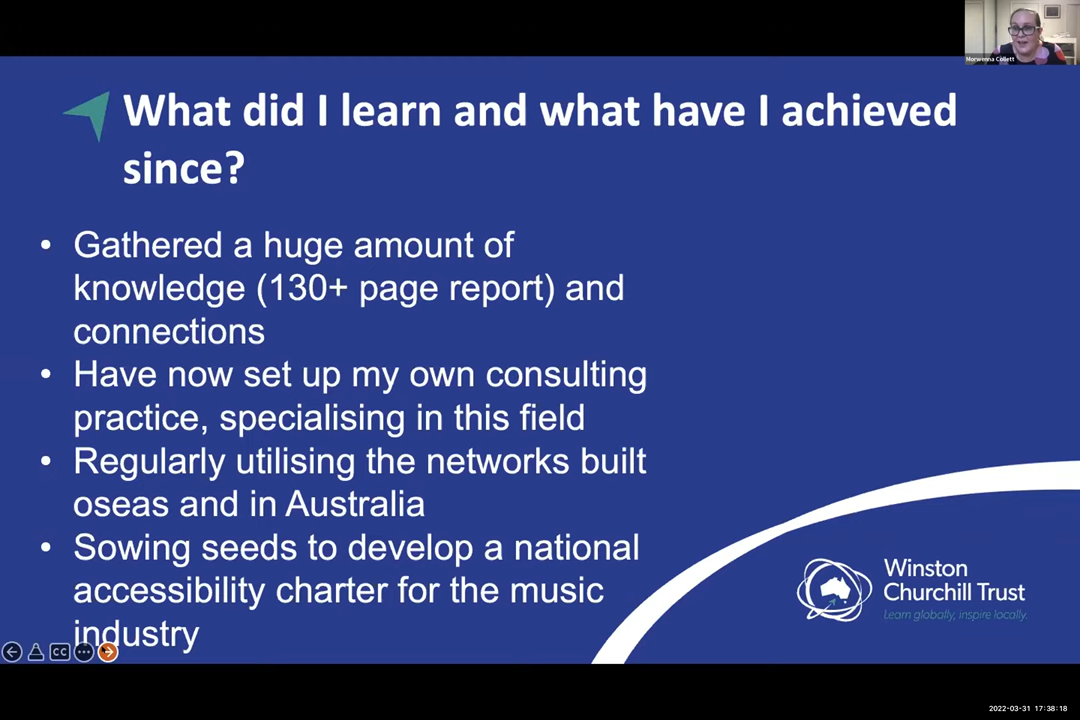 Morwenna Collett
What did I learn and what have I achieved
since?
• Gathered a huge amount of
knowledge (130+ page report) and
connections
• Have now set up my own consulting
practice, specialising in this field
• Regularly utilising the networks built
oseas and in Australia
• Sowing seeds to develop a national
accessibility charter for the music
industry
Winston
Churchill Trust
Learn globally, inspire locally.
CC
2022-03-31 17:38:18